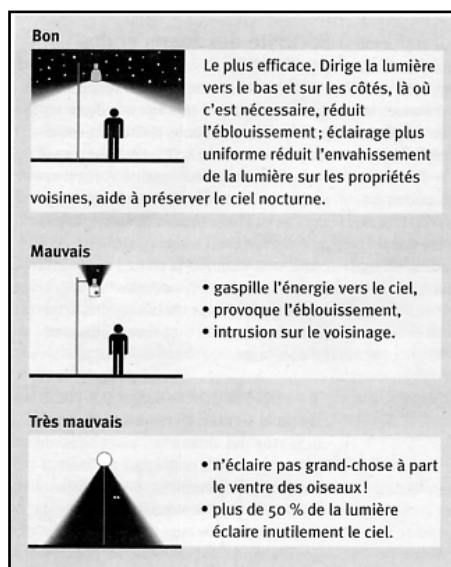 Bon
Le plus efficace. Dirige la lumière
vers le bas et sur les côtés, là où
c'est nécessaire, réduit
l'éblouissement ; éclairage plus
uniforme réduit l'envahissement
de la lumière sur les propriétés
voisines, aide à préserver le ciel nocturne.
Mauvais
• gaspille l'énergie vers le ciel,
• provoque l'éblouissement,
• intrusion sur le voisinage.
Très mauvais
• n'éclaire pas grand-chose à part
le ventre des oiseaux!
• plus de 50 % de la lumière
éclaire inutilement le ciel.